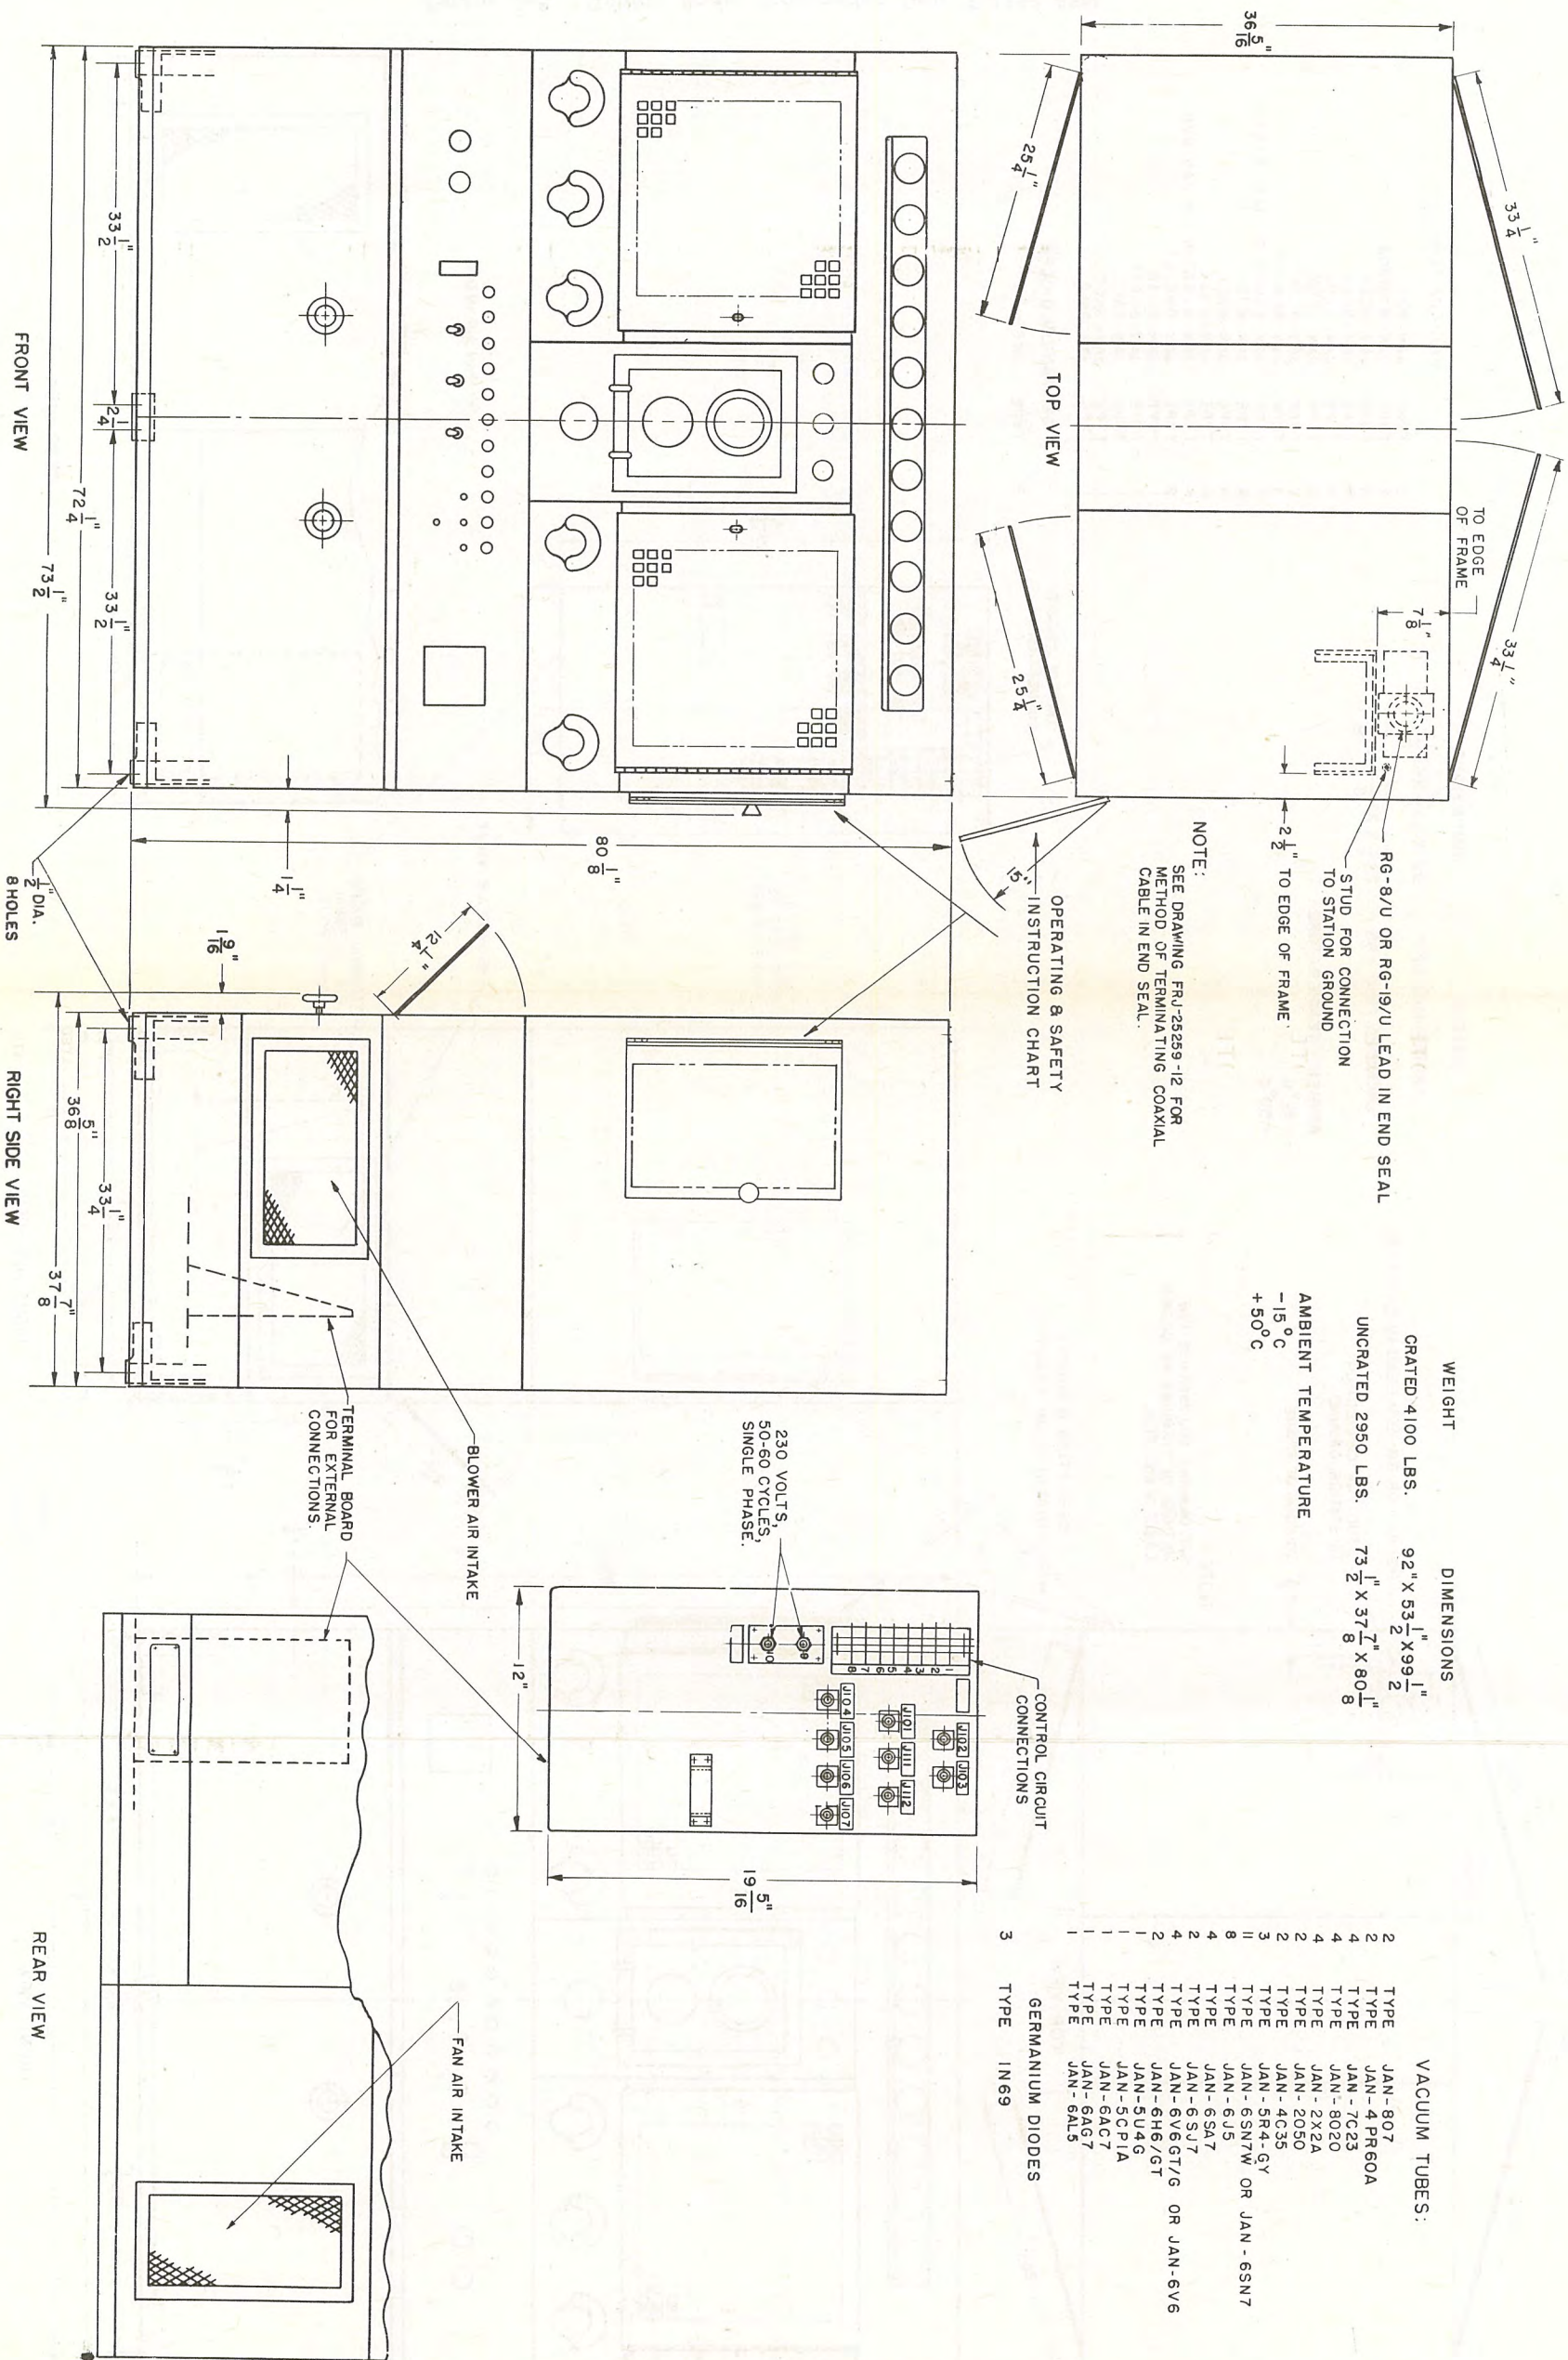 36 5/16"
33 1/4"
33 1/4"
25 1/4"
25 1/4"
TO EDGE
OF FRAME
7 1/8"
TOP VIEW
RG-8/U OR RG-19/U LEAD IN END SEAL
STUD FOR CONNECTION
TO STATION GROUND
2 1/2" TO EDGE OF FRAME
NOTE:
SEE DRAWING FRJ-25259-12 FOR
METHOD OF TERMINATING COAXIAL
CABLE IN END SEAL.
15"
OPERATING & SAFETY
INSTRUCTION CHART
WEIGHT
DIMENSIONS
CRATED 4100 LBS.
92" X 53 1/2" X 99 1/2"
UNCRATED 2950 LBS.
73 1/2" X 37 7/8" X 80 1/8"
AMBIENT TEMPERATURE
-15°C
+50°C
VACUUM TUBES:
2 TYPE JAN-807
2 TYPE JAN-4PR60A
4 TYPE JAN-7C23
4 TYPE JAN-8020
4 TYPE JAN-2X2A
2 TYPE JAN-2050
2 TYPE JAN-4C35
3 TYPE JAN-5R4-GY
11 TYPE JAN-6SN7W OR JAN-6SN7
8 TYPE JAN-6J5
4 TYPE JAN-6SA7
2 TYPE JAN-6SJ7
4 TYPE JAN-6V6GT/G OR JAN-6V6
2 TYPE JAN-6H6/GT
1 TYPE JAN-5U4G
1 TYPE JAN-5CP1A
1 TYPE JAN-6AC7
1 TYPE JAN-6AG7
1 TYPE JAN-6AL5
GERMANIUM DIODES
3 TYPE IN69
80 1/8"
1 1/4"
33 1/2"
2 1/4"
33 1/2"
72 1/4"
73 1/2"
FRONT VIEW
1/2" DIA.
8 HOLES
12 1/4"
1 9/16"
33 1/4"
36 5/8"
37 7/8"
RIGHT SIDE VIEW
BLOWER AIR INTAKE
TERMINAL BOARD
FOR EXTERNAL
CONNECTIONS.
230 VOLTS,
50-60 CYCLES,
SINGLE PHASE.
CONTROL CIRCUIT
CONNECTIONS
1
2
3
4
5
6
7
8
9
10
J102
J103
J101
J111
J112
J104
J105
J106
J107
12"
19 5/16"
FAN AIR INTAKE
REAR VIEW